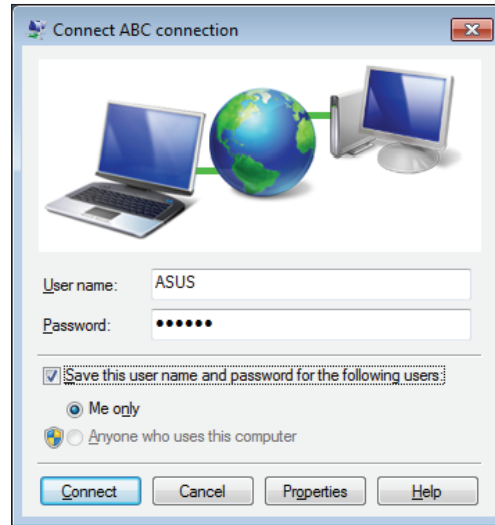 Connect ABC connection
User name: ASUS
Password: ••••••
Save this user name and password for the following users:
Me only
Anyone who uses this computer
Connect Cancel Properties Help